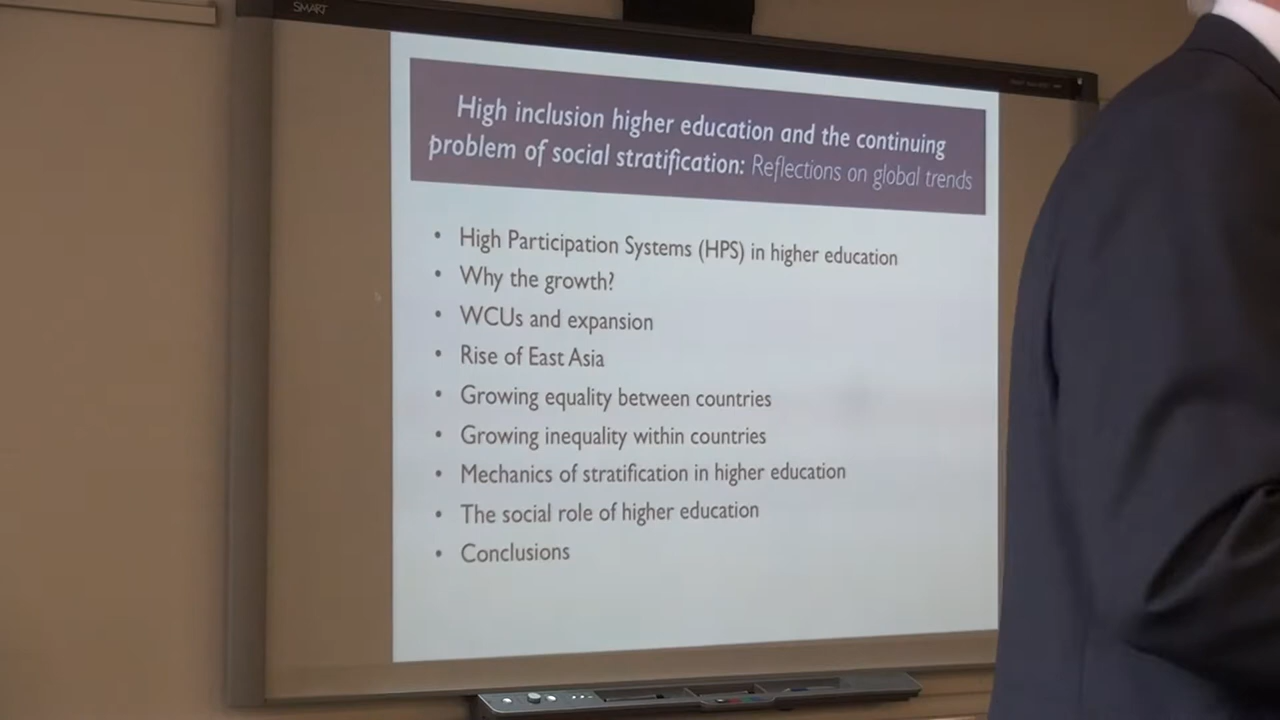 SMART
High inclusion higher education and the continuing
problem of social stratification: Reflections on global trends
• High Participation Systems (HPS) in higher education
• Why the growth?
• WCUs and expansion
• Rise of East Asia
• Growing equality between countries
• Growing inequality within countries
• Mechanics of stratification in higher education
• The social role of higher education
• Conclusions